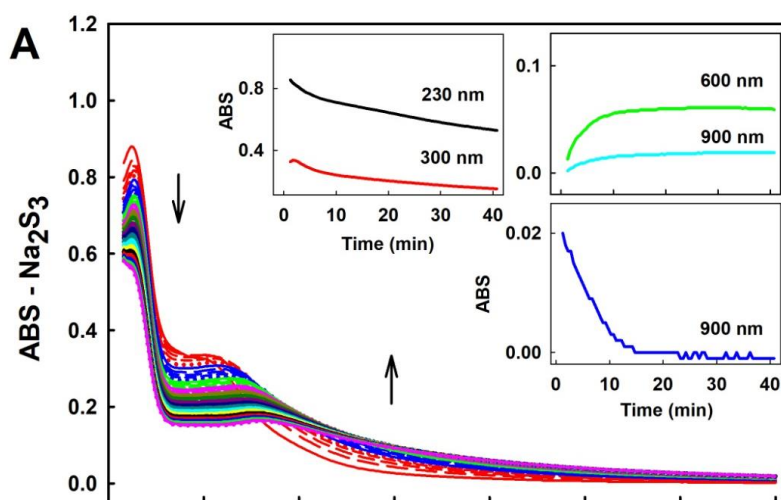 A
ABS - Na₂S₃
1.2
1.0
0.8
0.6
0.4
0.2
0.0
ABS
0.8
0.4
230 nm
300 nm
0 10 20 30 40
Time (min)
0.1
0.0
600 nm
900 nm
ABS
0.02
0.00
900 nm
0 10 20 30 40
Time (min)